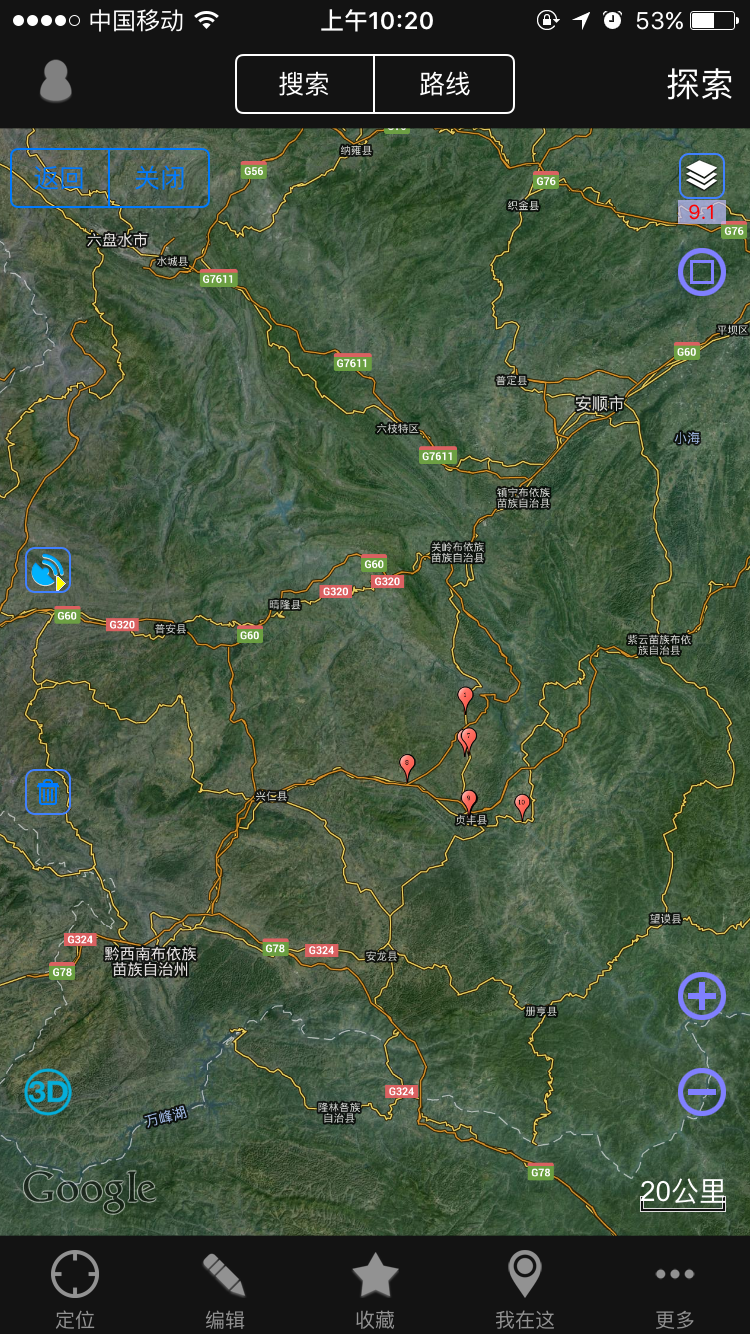 中国移动
上午10:20
53%
搜索
路线
探索
返回
关闭
纳雍县
G56
G76
织金县
9.1
G76
六盘水市
水城县
G7611
平坝区
G60
G7611
普定县
安顺市
六枝特区
小海
G7611
镇宁布依族
苗族自治县
关岭布依族
苗族自治县
G60
G320
G320
晴隆县
G60
G320
普安县
G60
紫云苗族布依
族自治县
1
7
兴仁县
贞丰县
10
望谟县
G324
黔西南布依族
苗族自治州
G78
G324
安龙县
G78
册亨县
3D
G324
隆林各族
自治县
万峰湖
G78
Google
20公里
定位
编辑
收藏
我在这
更多